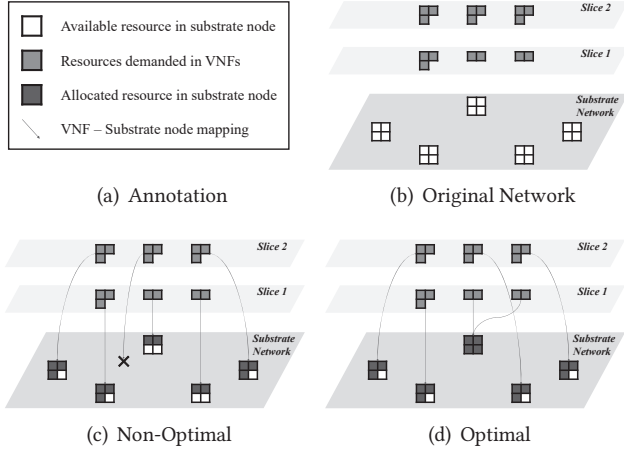 Available resource in substrate node
Resources demanded in VNFs
Allocated resource in substrate node
VNF – Substrate node mapping
(a) Annotation
Slice 2
Slice 1
Substrate
Network
(b) Original Network
Slice 2
Slice 1
Substrate
Network
(c) Non-Optimal
Slice 2
Slice 1
Substrate
Network
(d) Optimal